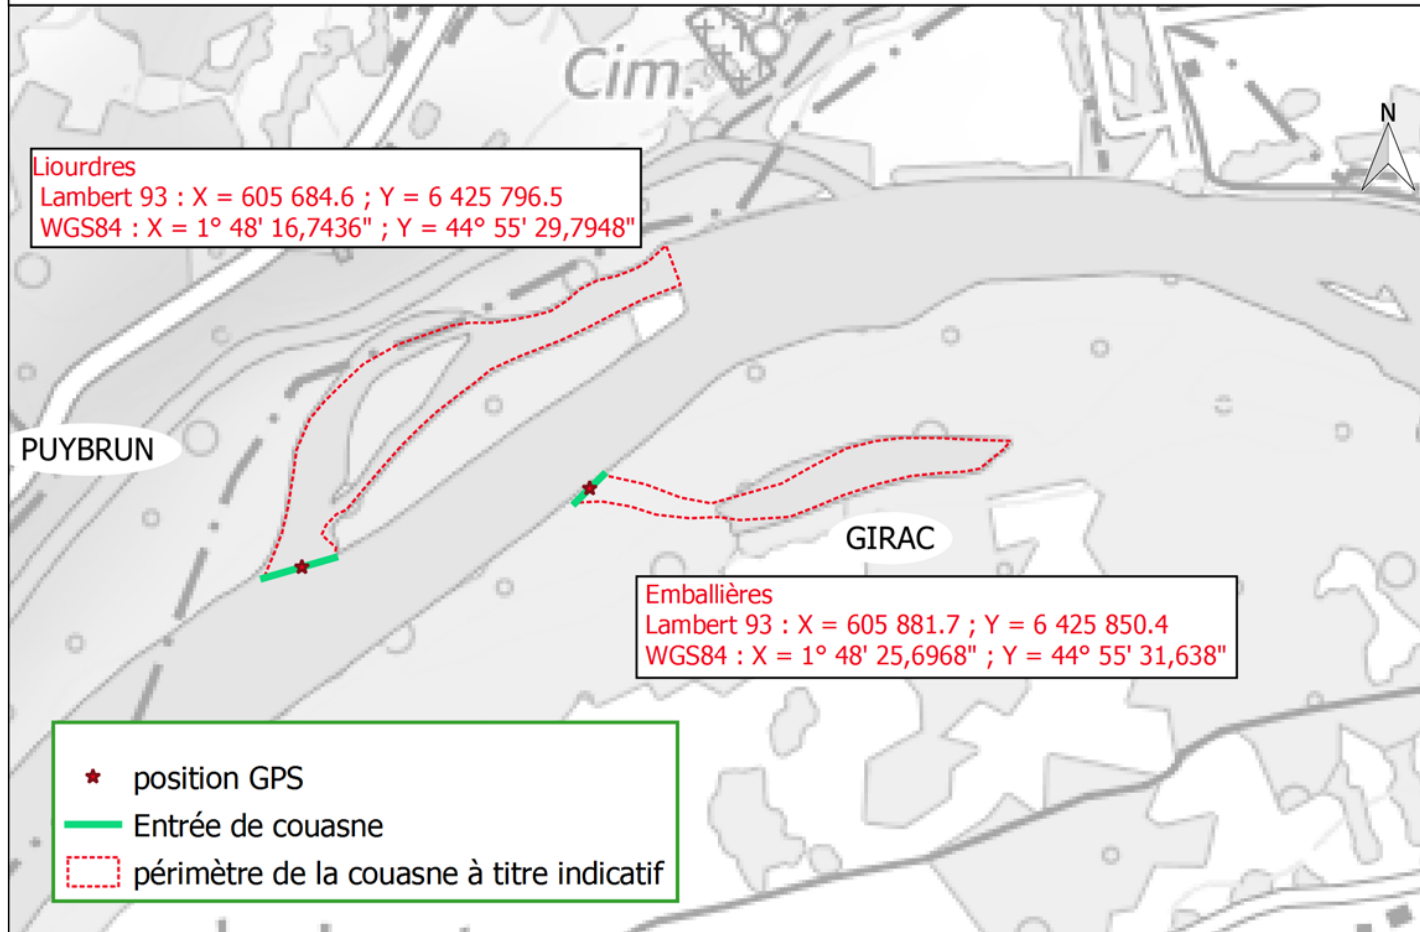 Cim.
N
Liourdres
Lambert 93 : X = 605 684.6 ; Y = 6 425 796.5
WGS84 : X = 1° 48' 16,7436" ; Y = 44° 55' 29,7948"
PUYBRUN
GIRAC
Emballières
Lambert 93 : X = 605 881.7 ; Y = 6 425 850.4
WGS84 : X = 1° 48' 25,6968" ; Y = 44° 55' 31,638"
position GPS
Entrée de couasne
périmètre de la couasne à titre indicatif